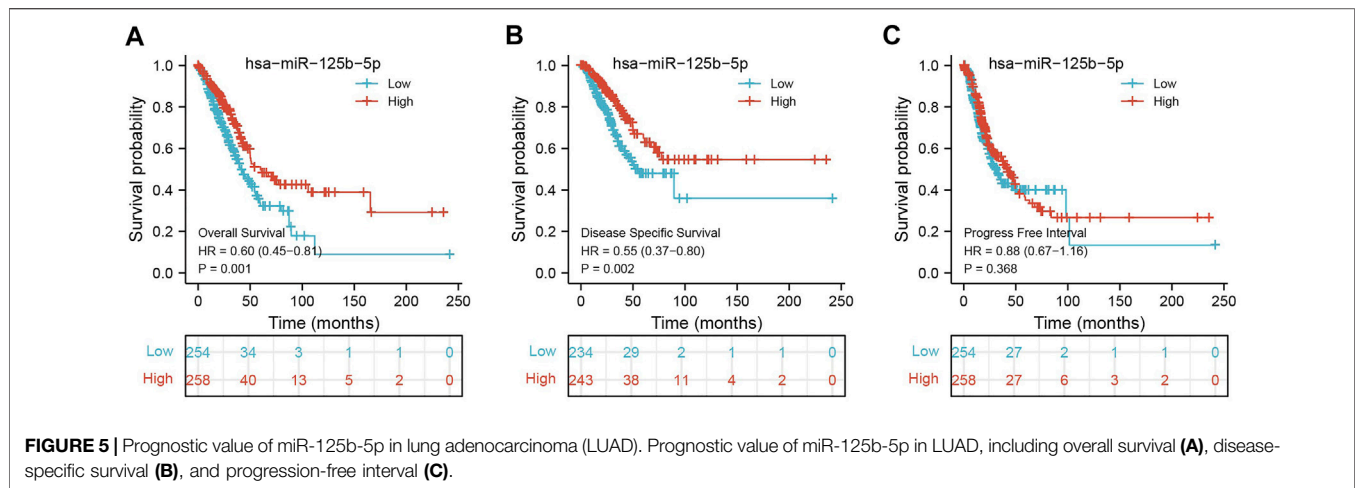 A
hsa−miR−125b−5p
Low
High
Survival probability
1.0
0.8
0.6
0.4
0.2
0.0
Overall Survival
HR = 0.60 (0.45−0.81)
P = 0.001
0 50 100 150 200 250
Time (months)
Low 254 34 3 1 1 0
High 258 40 13 5 2 0
B
hsa−miR−125b−5p
Low
High
Survival probability
1.0
0.8
0.6
0.4
0.2
0.0
Disease Specific Survival
HR = 0.55 (0.37−0.80)
P = 0.002
0 50 100 150 200 250
Time (months)
Low 234 29 2 1 1 0
High 243 38 11 4 2 0
C
hsa−miR−125b−5p
Low
High
Survival probability
1.0
0.8
0.6
0.4
0.2
0.0
Progress Free Interval
HR = 0.88 (0.67−1.16)
P = 0.368
0 50 100 150 200 250
Time (months)
Low 254 27 2 1 1 0
High 258 27 6 3 2 0
FIGURE 5 | Prognostic value of miR-125b-5p in lung adenocarcinoma (LUAD). Prognostic value of miR-125b-5p in LUAD, including overall survival (A), disease-
specific survival (B), and progression-free interval (C).